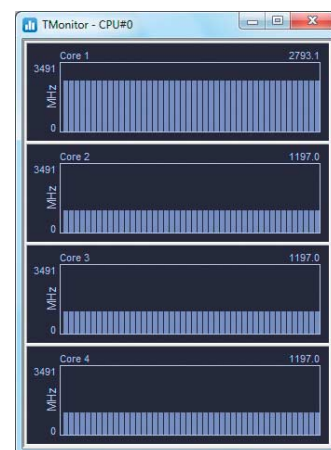 TMonitor - CPU#0
Core 1 2793.1
3491
MHz
0
Core 2 1197.0
3491
MHz
0
Core 3 1197.0
3491
MHz
0
Core 4 1197.0
3491
MHz
0